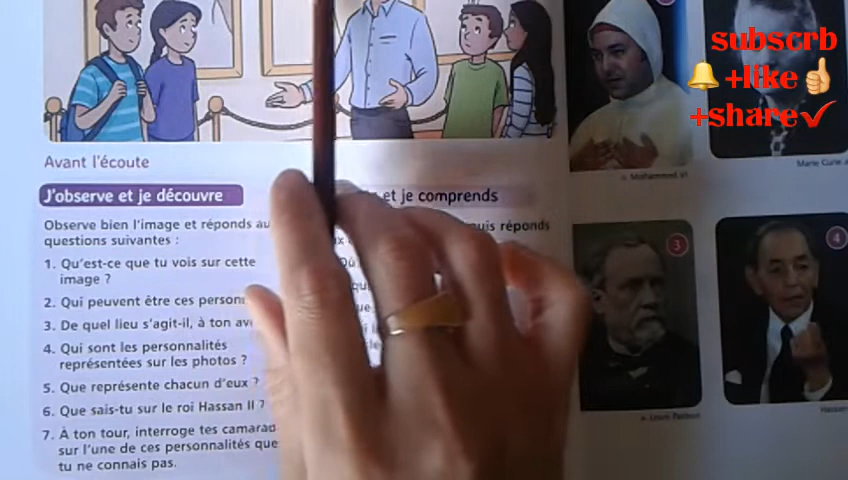 subscrb
+like
+share
Avant l'écoute
J'observe et je découvre
Observe bien l'image et réponds au
questions suivantes :
1. Qu'est-ce que tu vois sur cette
image ?
2. Qui peuvent être ces person
3. De quel lieu s'agit-il, à ton av
4. Qui sont les personnalités
représentées sur les photos ?
5. Que représente chacun d'eux ?
6. Que sais-tu sur le roi Hassan II ?
7. À ton tour, interroge tes camarad
sur l'une de ces personnalités que
tu ne connais pas.
et je comprends
puis réponds
Mohammed VI
Marie Curie
3
Louis Pasteur
4
Hassan